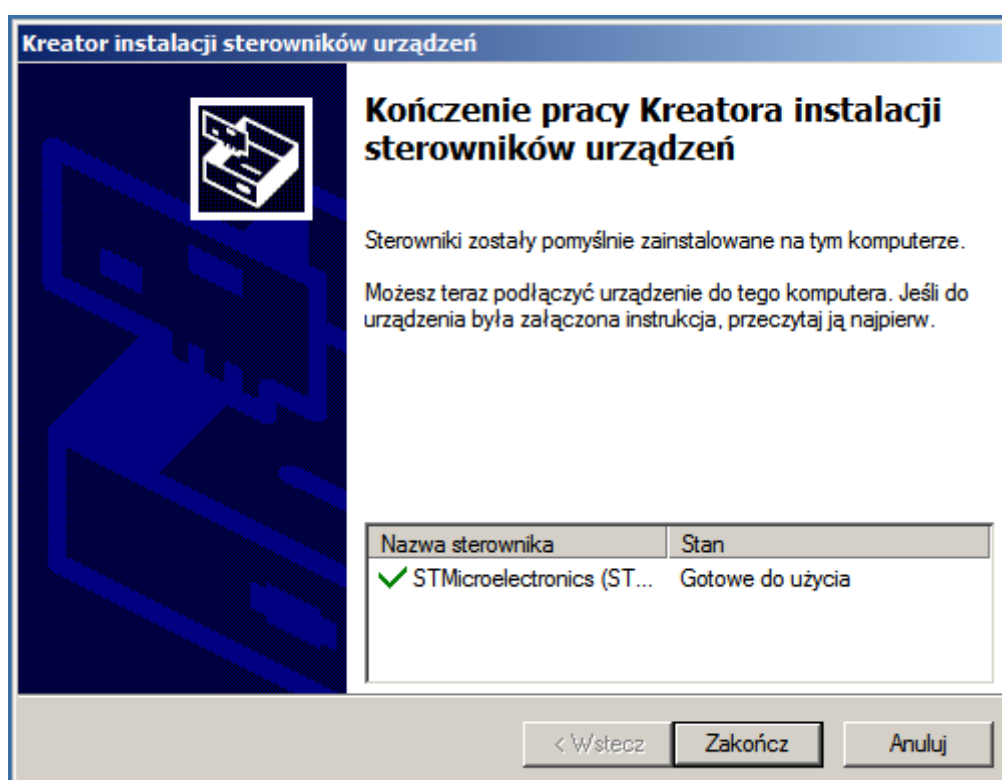 Kreator instalacji sterowników urządzeń
Kończenie pracy Kreatora instalacji
sterowników urządzeń
Sterowniki zostały pomyślnie zainstalowane na tym komputerze.
Możesz teraz podłączyć urządzenie do tego komputera. Jeśli do
urządzenia była załączona instrukcja, przeczytaj ją najpierw.
Nazwa sterownika Stan
STMicroelectronics (ST... Gotowe do użycia
< Wstecz Zakończ Anuluj